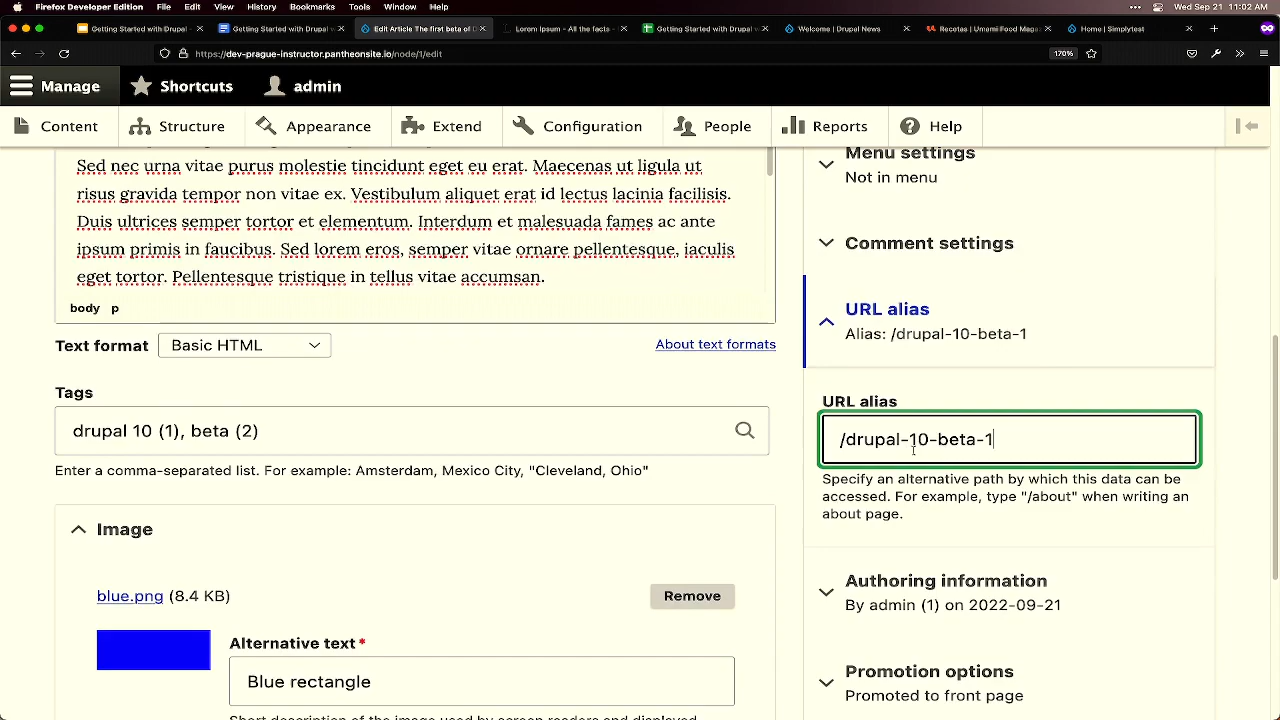 Firefox Developer Edition File Edit View History Bookmarks Tools Window Help Wed Sep 21 11:02 AM
Getting Started with Drupal - Getting Started with Drupal w Edit Article The first beta of D Lorem Ipsum - All the facts - Getting Started with Drupal w Welcome | Drupal News Recetas | Umami Food Maga Home | Simplytest
https://dev-prague-instructor.pantheonsite.io/node/1/edit 170%
Manage Shortcuts admin
Content Structure Appearance Extend Configuration People Reports Help
Sed nec urna vitae purus molestie tincidunt eget eu erat. Maecenas ut ligula ut
risus gravida tempor non vitae ex. Vestibulum aliquet erat id lectus lacinia facilisis.
Duis ultrices semper tortor et elementum. Interdum et malesuada fames ac ante
ipsum primis in faucibus. Sed lorem eros, semper vitae ornare pellentesque, iaculis
eget tortor. Pellentesque tristique in tellus vitae accumsan.
body p
Text format Basic HTML About text formats
Tags
drupal 10 (1), beta (2)
Enter a comma-separated list. For example: Amsterdam, Mexico City, "Cleveland, Ohio"
Image
blue.png (8.4 KB) Remove
Alternative text *
Blue rectangle
Short description of the image used by screen readers and displayed
Menu settings
Not in menu
Comment settings
URL alias
Alias: /drupal-10-beta-1
URL alias
/drupal-10-beta-1
Specify an alternative path by which this data can be
accessed. For example, type "/about" when writing an
about page.
Authoring information
By admin (1) on 2022-09-21
Promotion options
Promoted to front page